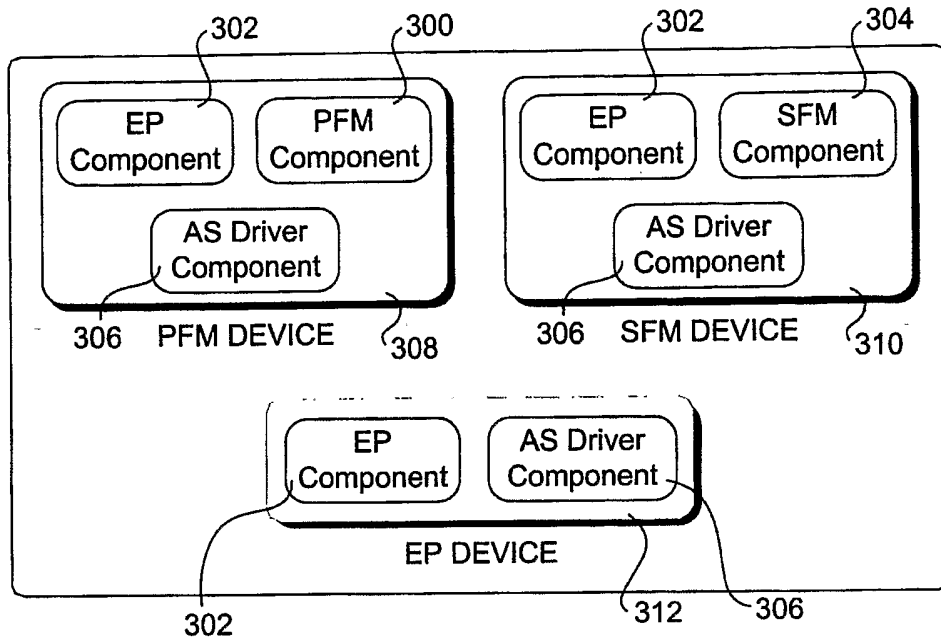 302
300
302
304
EP
Component
PFM
Component
EP
Component
SFM
Component
AS Driver
Component
AS Driver
Component
306
PFM DEVICE
308
306
SFM DEVICE
310
EP
Component
AS Driver
Component
EP DEVICE
302
312
306